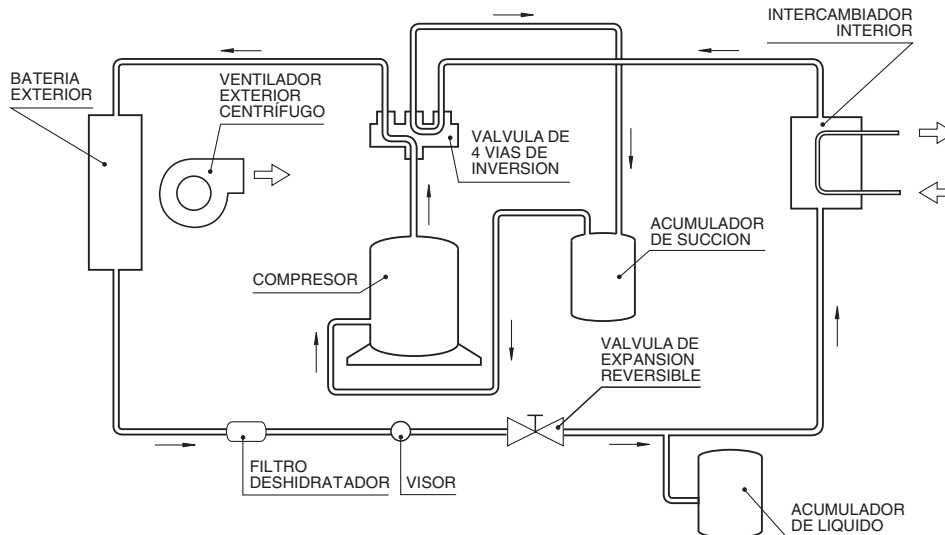 INTERCAMBIADOR
INTERIOR
BATERIA
EXTERIOR
VENTILADOR
EXTERIOR
CENTRÍFUGO
VALVULA DE
4 VIAS DE
INVERSION
ACUMULADOR
DE SUCCION
COMPRESOR
VALVULA DE
EXPANSION
REVERSIBLE
FILTRO
DESHIDRATADOR
VISOR
ACUMULADOR
DE LIQUIDO